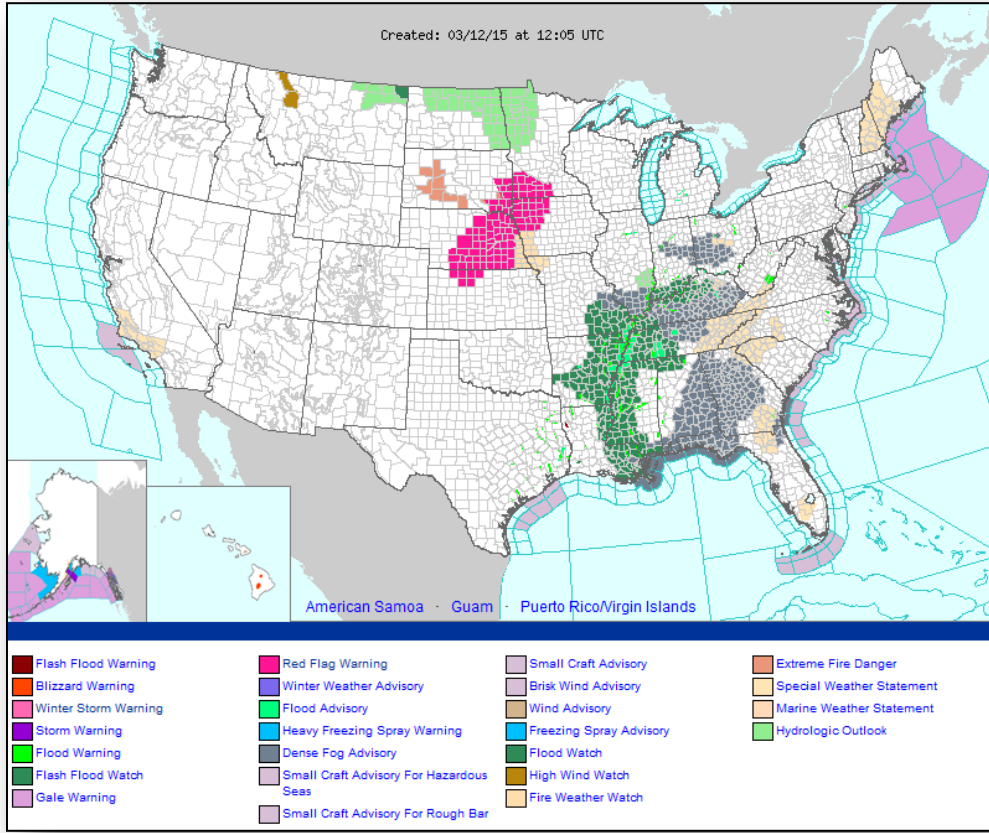 Created: 03/12/15 at 12:05 UTC
American Samoa · Guam · Puerto Rico/Virgin Islands
Flash Flood Warning
Blizzard Warning
Winter Storm Warning
Storm Warning
Flood Warning
Flash Flood Watch
Gale Warning
Red Flag Warning
Winter Weather Advisory
Flood Advisory
Heavy Freezing Spray Warning
Dense Fog Advisory
Small Craft Advisory For Hazardous
Seas
Small Craft Advisory For Rough Bar
Small Craft Advisory
Brisk Wind Advisory
Wind Advisory
Freezing Spray Advisory
Flood Watch
High Wind Watch
Fire Weather Watch
Extreme Fire Danger
Special Weather Statement
Marine Weather Statement
Hydrologic Outlook